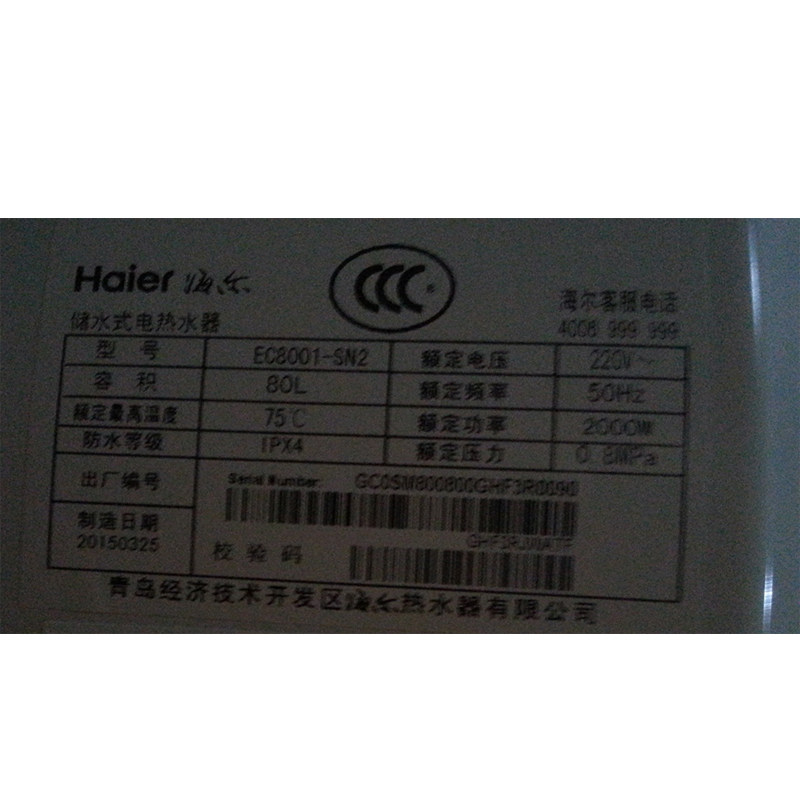 Haier 海尔
CCC
储水式电热水器
海尔客服电话
4006 999 999
型 号 EC8001-SN2 额定电压 220V~
容 积 80L 额定频率 50Hz
额定最高温度 75℃ 额定功率 2000W
防水等级 IPX4 额定压力 0.8MPa
出厂编号 Serial Number: GC0SM800800GHF3R0090
制造日期
20150325
校 验 码
青岛经济技术开发区海尔热水器有限公司